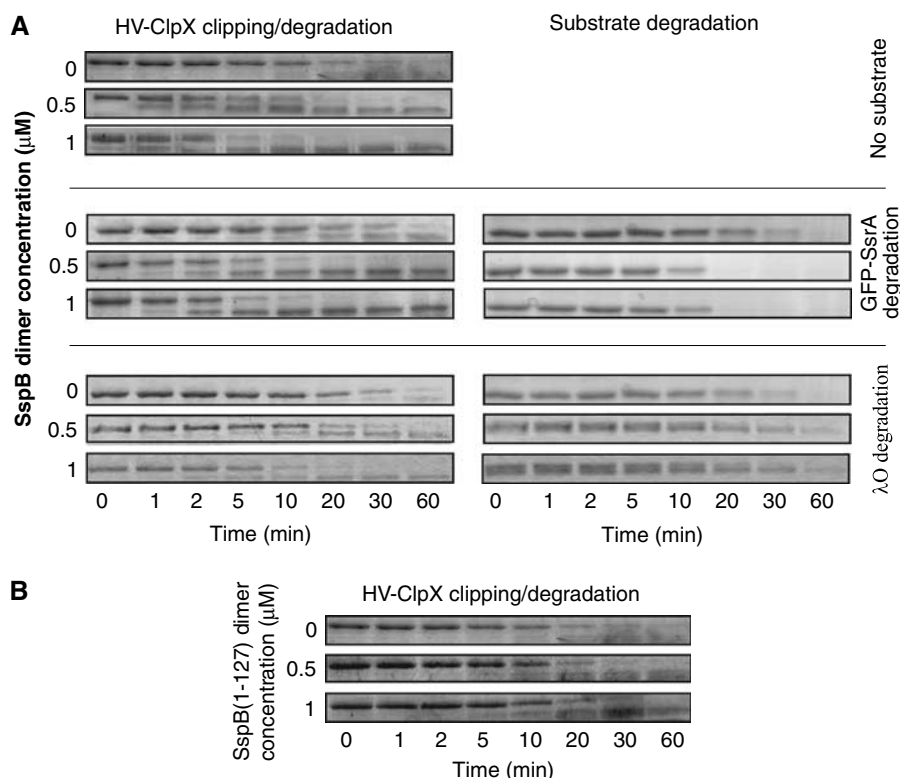 A
HV-ClpX clipping/degradation
Substrate degradation
SspB dimer concentration (μM)
0
0.5
1
No substrate
0
0.5
1
GFP-SsrA
degradation
0
0.5
1
λO degradation
0 1 2 5 10 20 30 60
0 1 2 5 10 20 30 60
Time (min)
Time (min)
B
HV-ClpX clipping/degradation
SspB(1-127) dimer
concentration (μM)
0
0.5
1
0 1 2 5 10 20 30 60
Time (min)